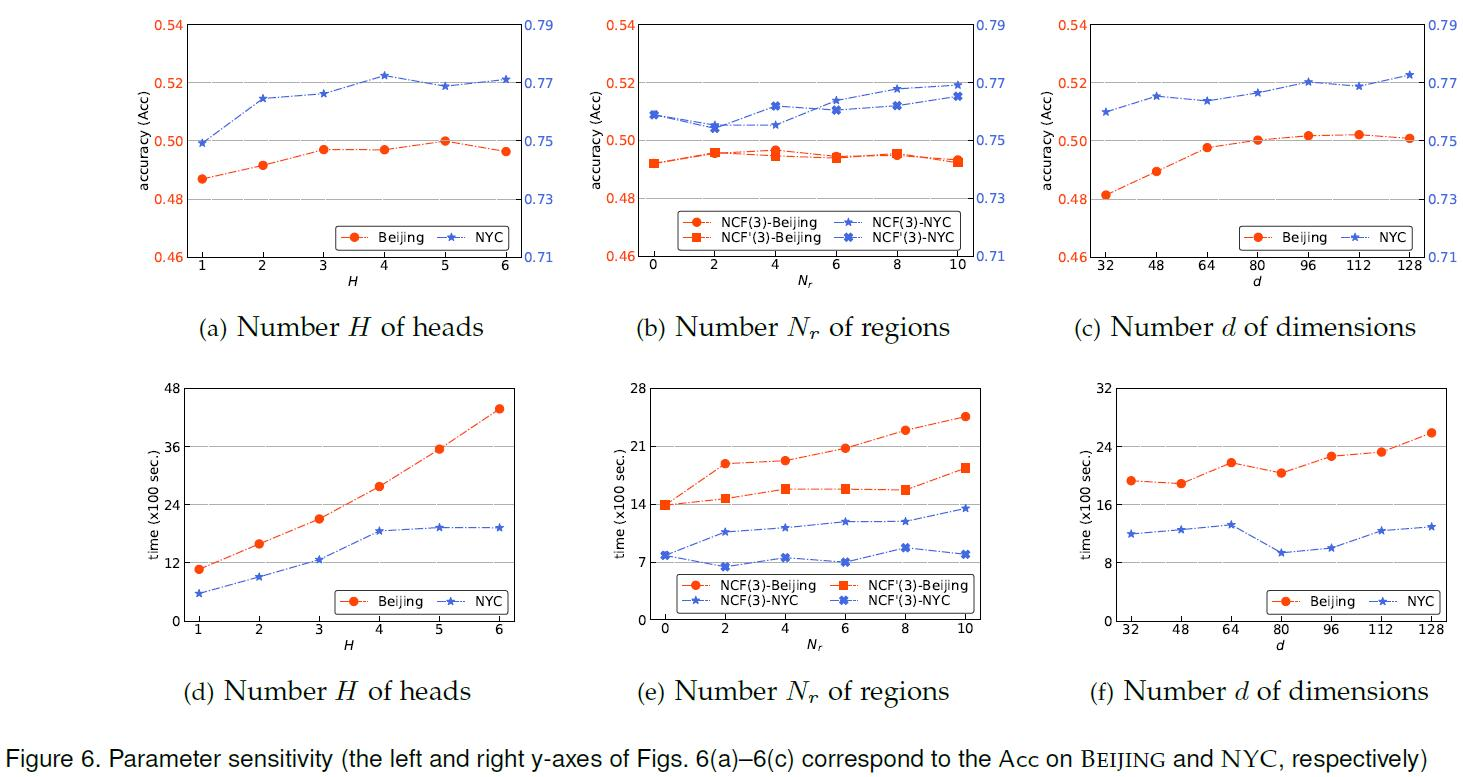 0.54
0.52
0.50
0.48
0.46
accuracy (Acc)
0.79
0.77
0.75
0.73
0.71
Beijing NYC
1 2 3 4 5 6
H
(a) Number H of heads
0.54
0.52
0.50
0.48
0.46
accuracy (Acc)
0.79
0.77
0.75
0.73
0.71
NCF(3)-Beijing NCF(3)-NYC
NCF'(3)-Beijing NCF'(3)-NYC
0 2 4 6 8 10
Nr
(b) Number Nr of regions
0.54
0.52
0.50
0.48
0.46
accuracy (Acc)
0.79
0.77
0.75
0.73
0.71
Beijing NYC
32 48 64 80 96 112 128
d
(c) Number d of dimensions
48
36
24
12
0
time (x100 sec.)
Beijing NYC
1 2 3 4 5 6
H
(d) Number H of heads
28
21
14
7
0
time (x100 sec.)
NCF(3)-Beijing NCF'(3)-Beijing
NCF(3)-NYC NCF'(3)-NYC
0 2 4 6 8 10
Nr
(e) Number Nr of regions
32
24
16
8
0
time (x100 sec.)
Beijing NYC
32 48 64 80 96 112 128
d
(f) Number d of dimensions
Figure 6. Parameter sensitivity (the left and right y-axes of Figs. 6(a)–6(c) correspond to the Acc on BEIJING and NYC, respectively)